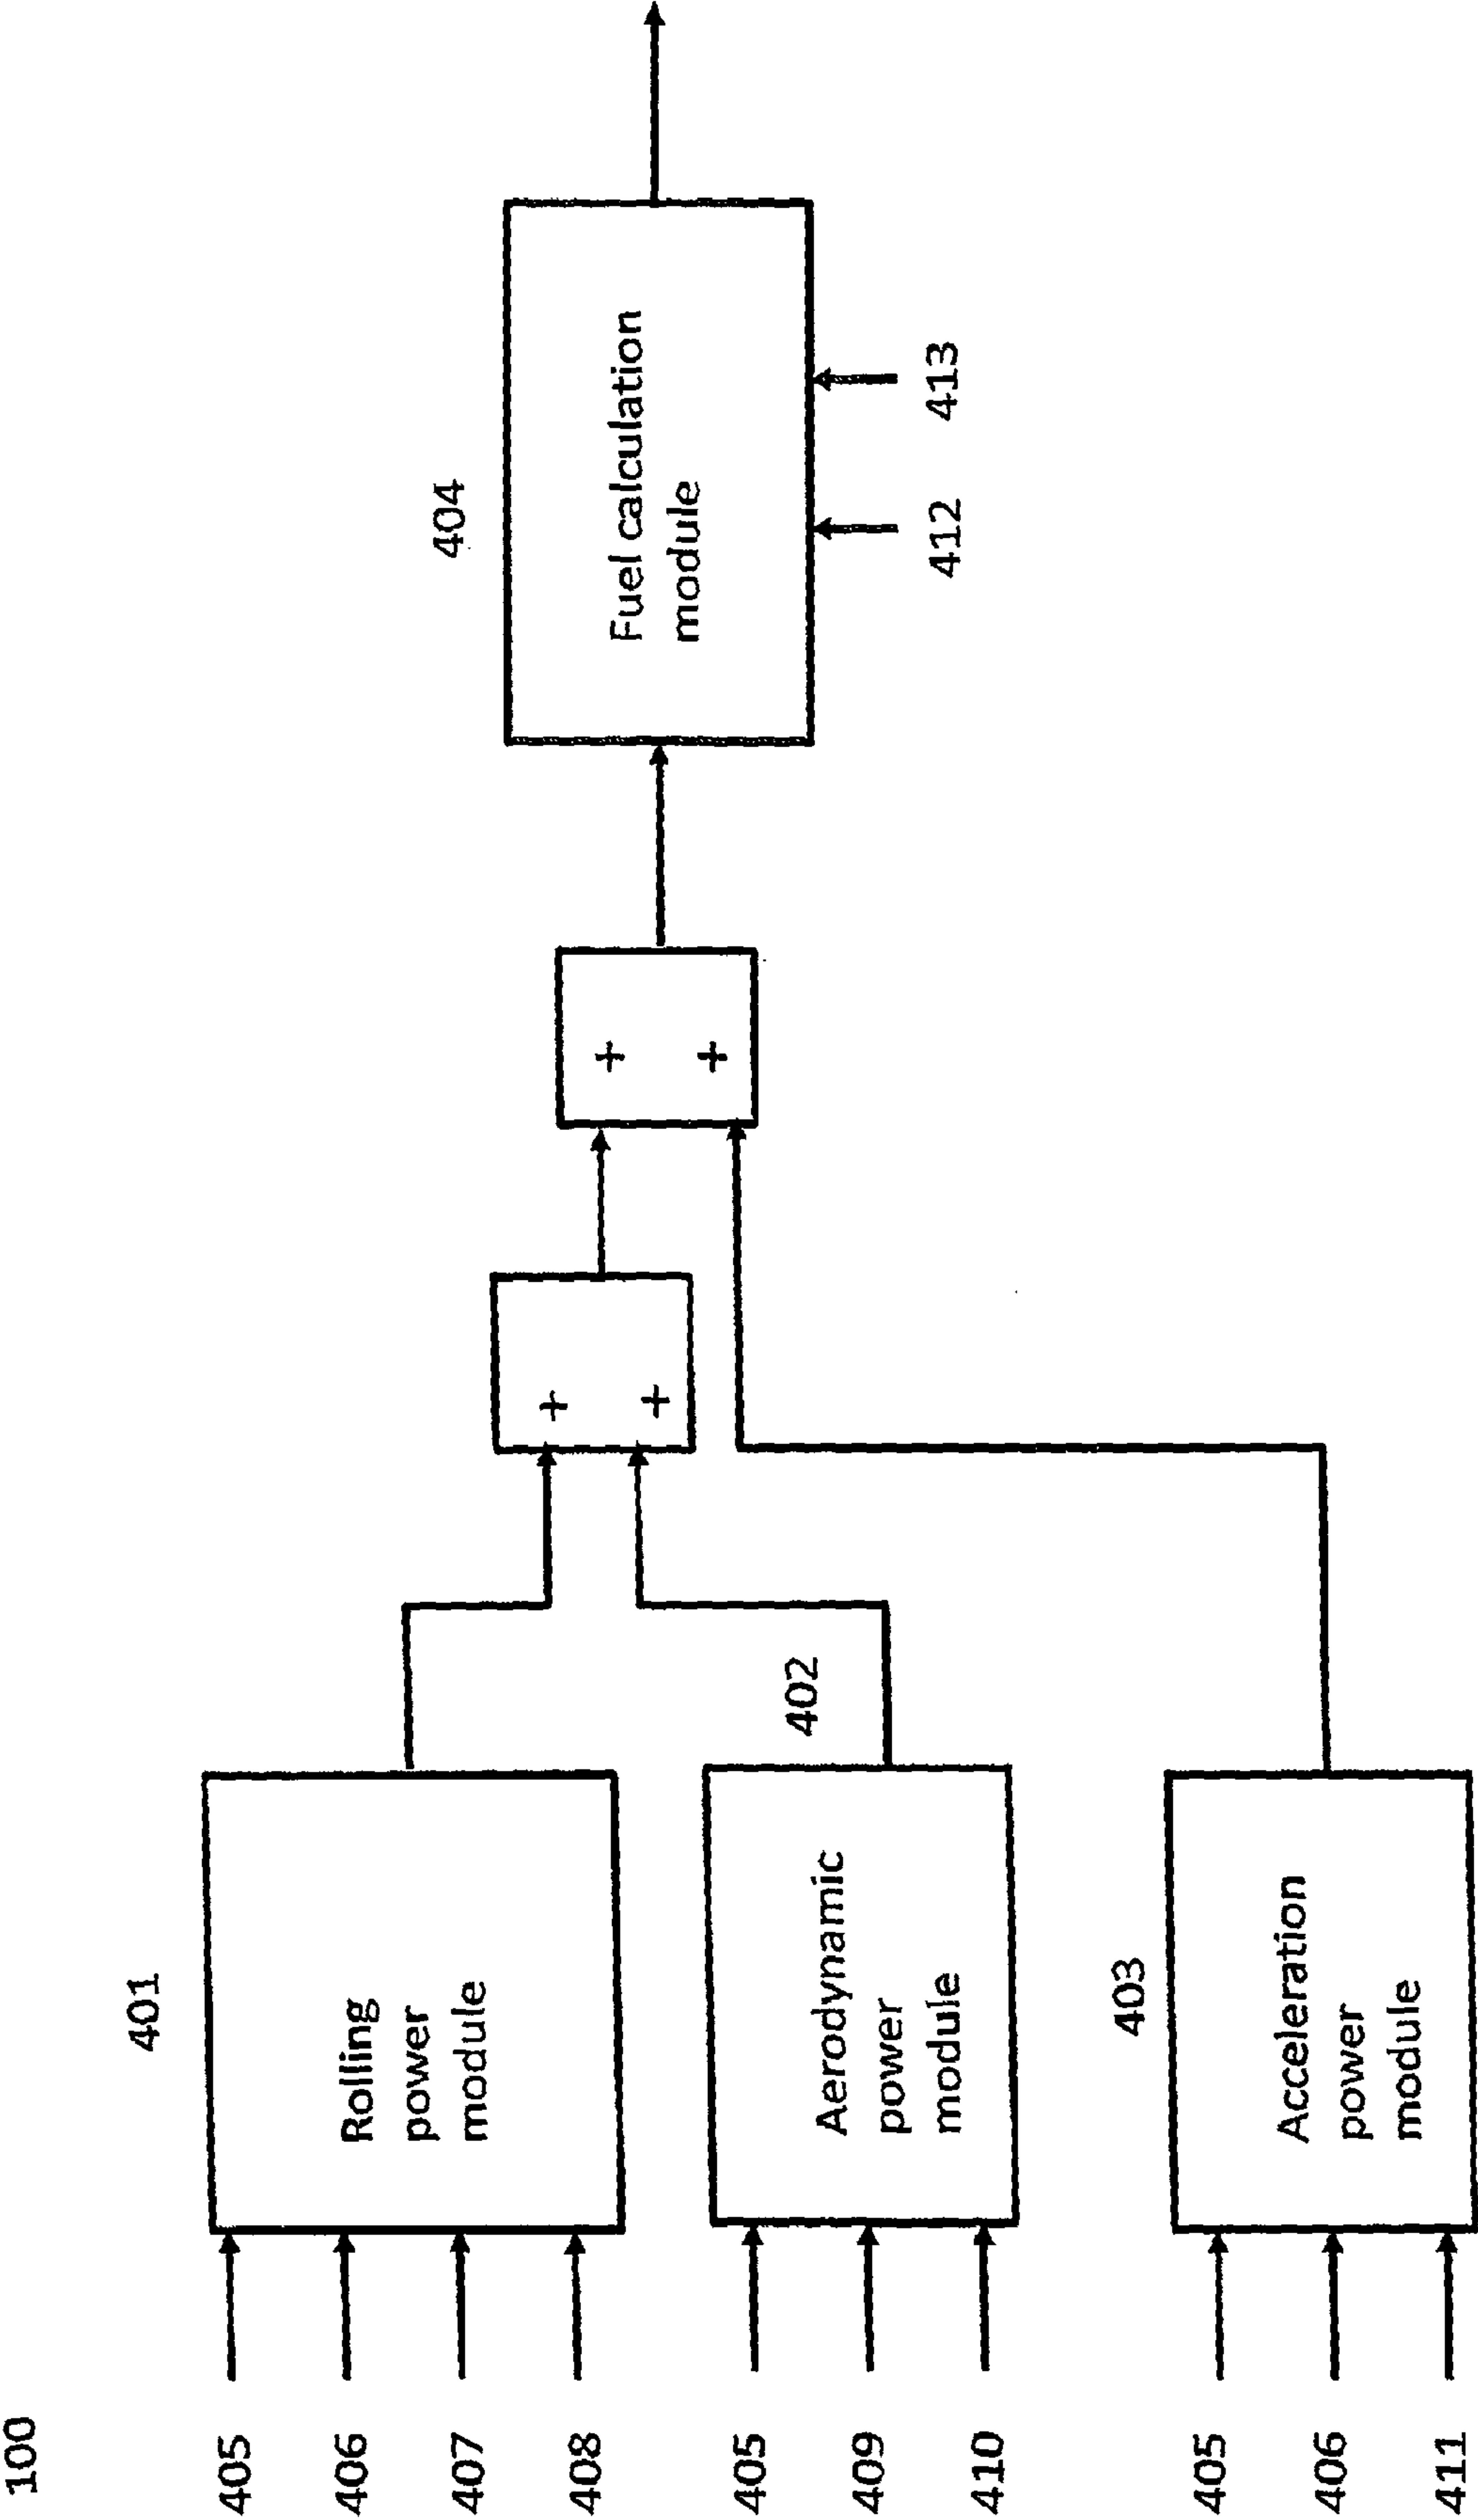 100
401
405
406
407
408
Rolling
power
module
402
405
409
410
Aerodynamic
power
module
403
405
406
411
Acceleration
power
module
+
+
+
+
404
Fuel calculation
module
412
413